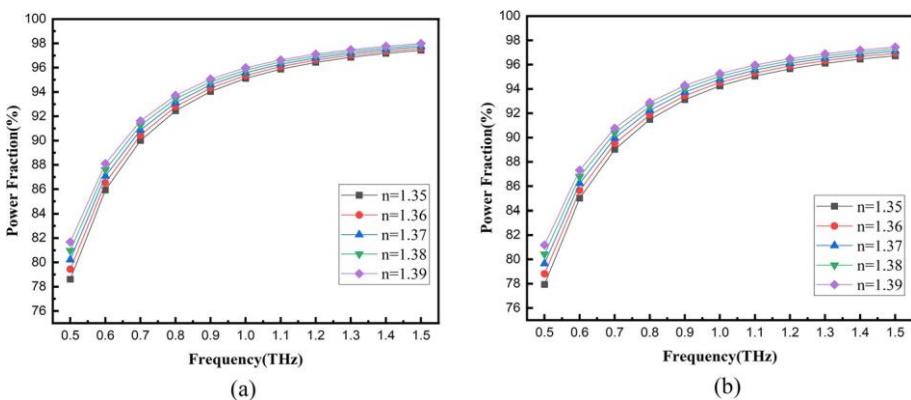 100
98
96
94
92
90
88
86
84
82
80
78
76
Power Fraction(%)
n=1.35
n=1.36
n=1.37
n=1.38
n=1.39
0.5 0.6 0.7 0.8 0.9 1.0 1.1 1.2 1.3 1.4 1.5
Frequency(THz)
(a)
100
98
96
94
92
90
88
86
84
82
80
78
76
Power Fraction(%)
n=1.35
n=1.36
n=1.37
n=1.38
n=1.39
0.5 0.6 0.7 0.8 0.9 1.0 1.1 1.2 1.3 1.4 1.5
Frequency(THz)
(b)